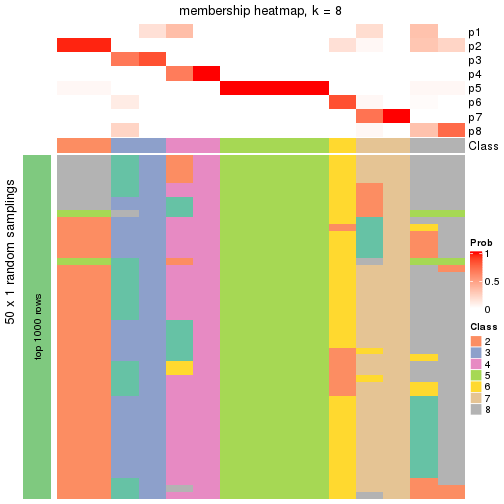 membership heatmap, k = 8
p1
p2
p3
p4
p5
p6
p7
p8
Class
50 x 1 random samplings
top 1000 rows
Prob
1
0.5
0
Class
2
3
4
5
6
7
8